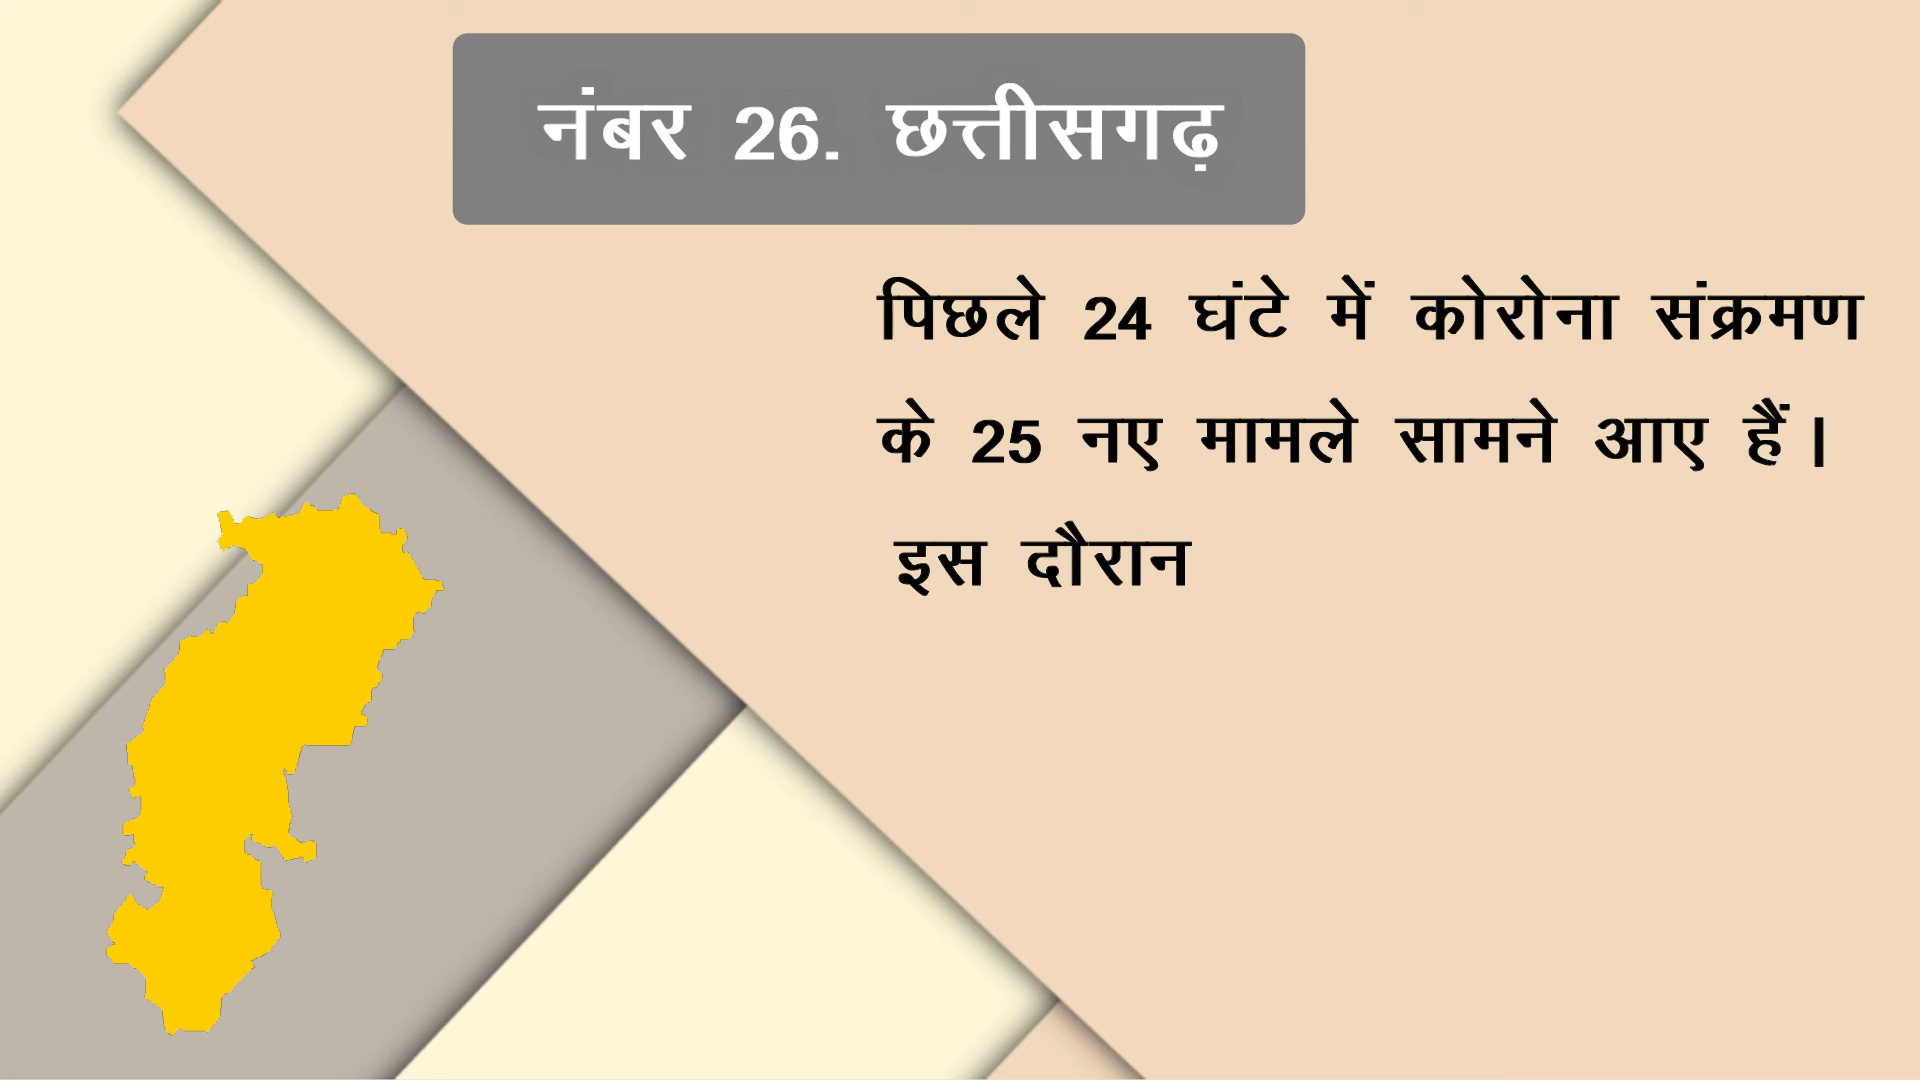 नंबर 26. छत्तीसगढ़
पिछले 24 घंटे में कोरोना संक्रमण
के 25 नए मामले सामने आए हैं।
इस दौरान